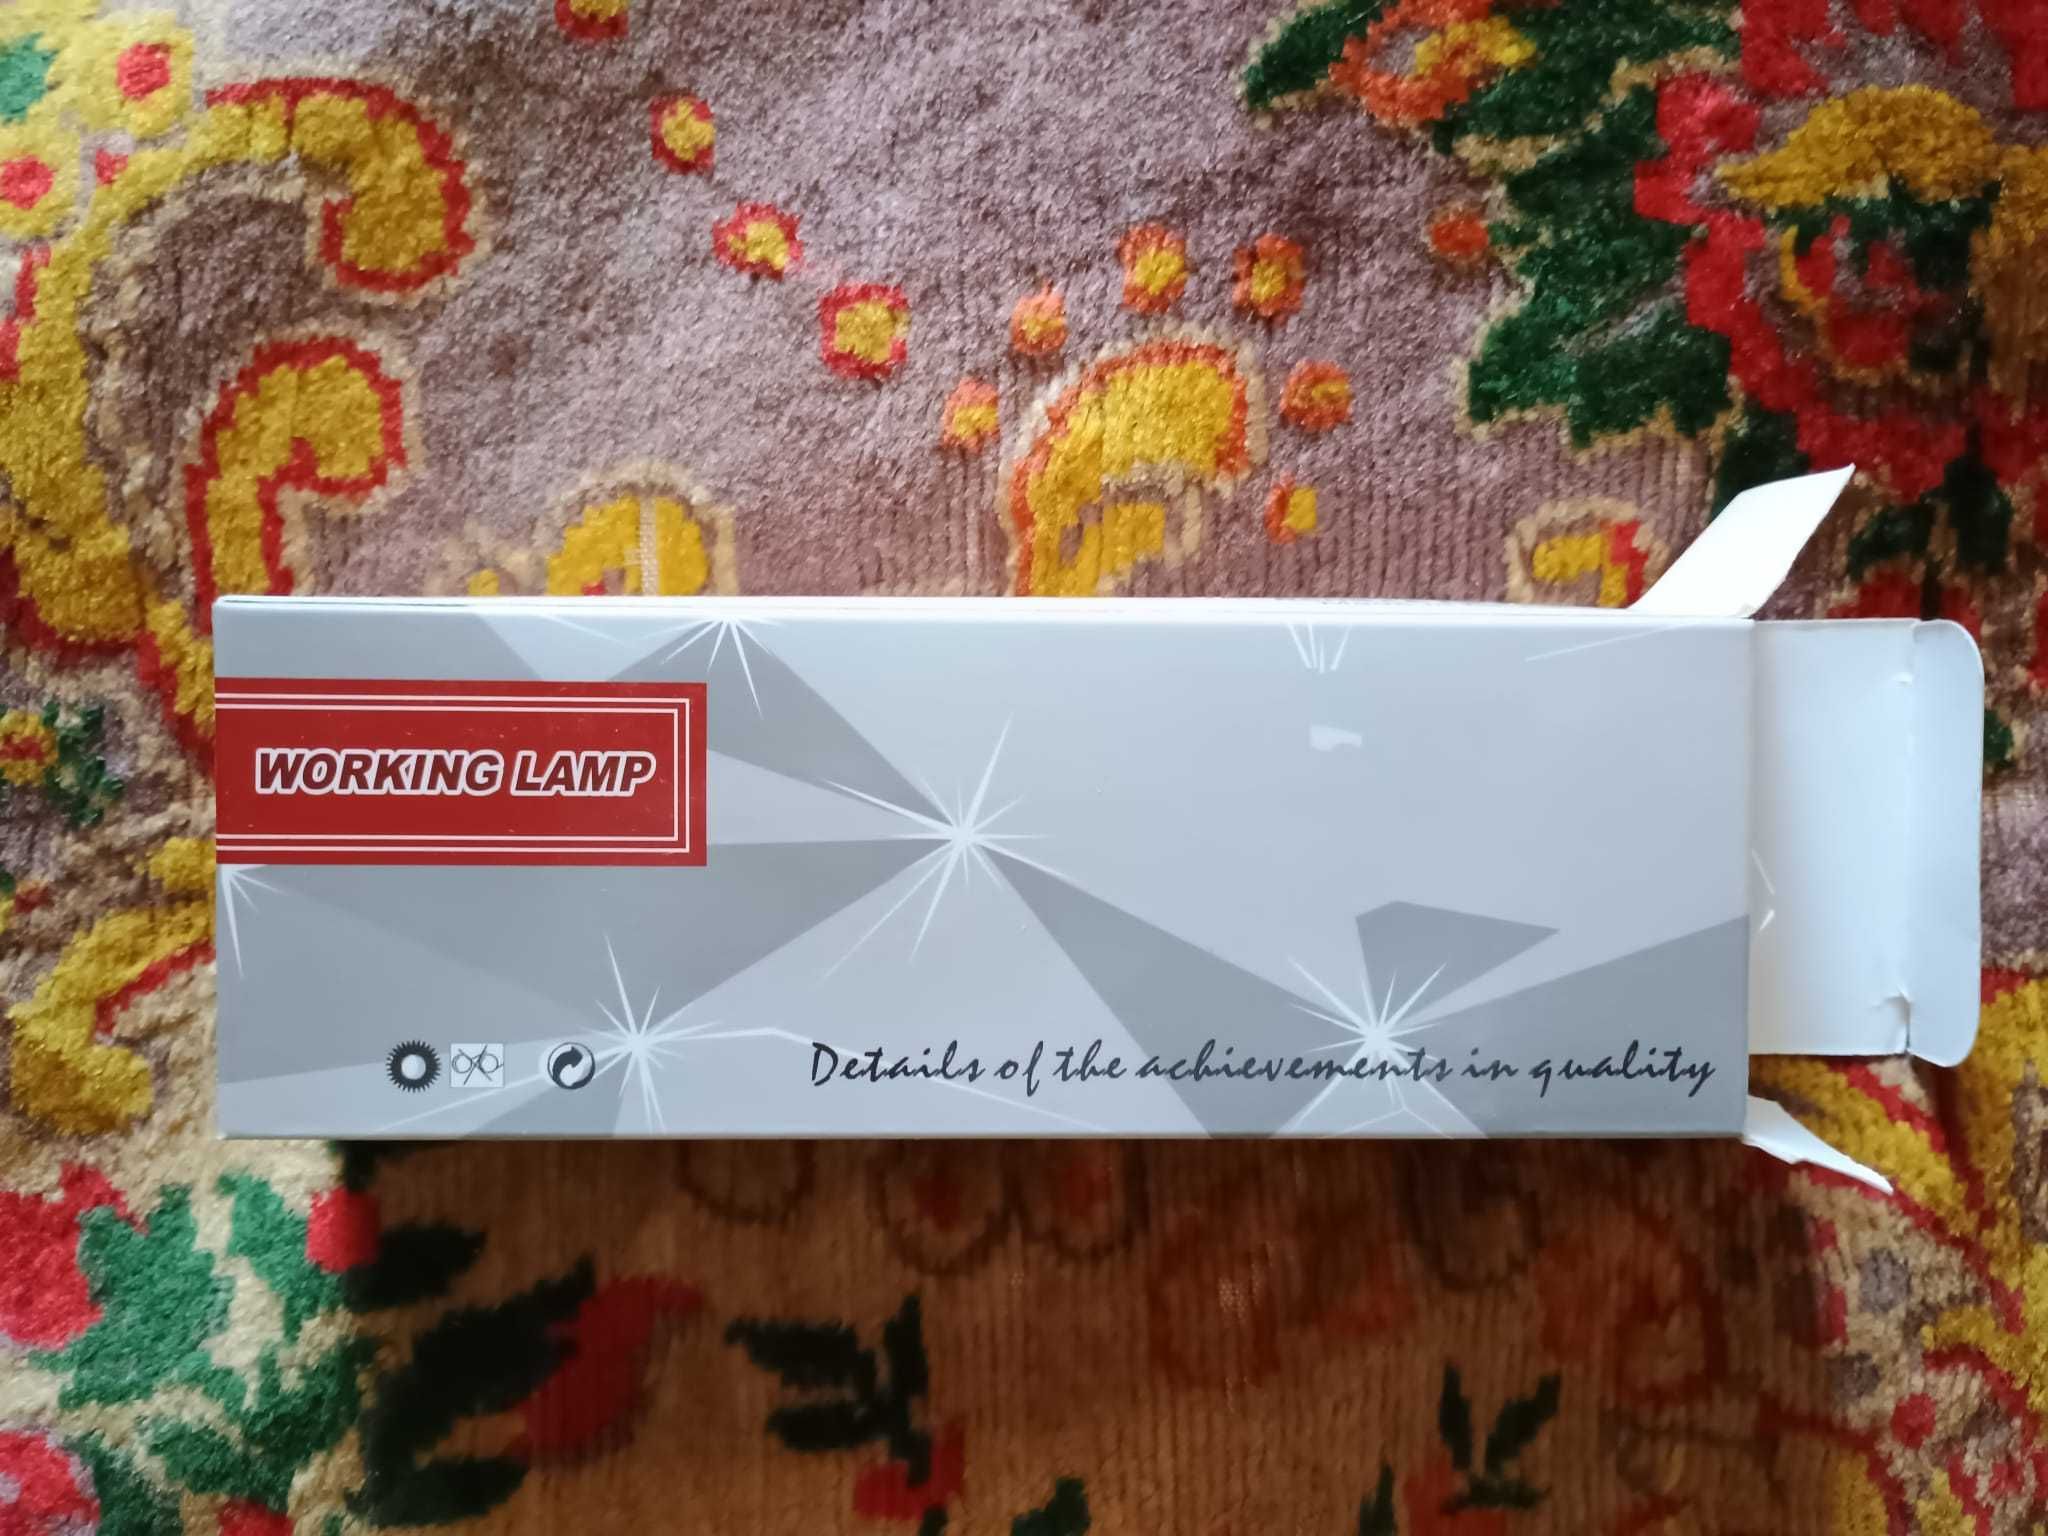 WORKING LAMP
Details of the achievements in quality